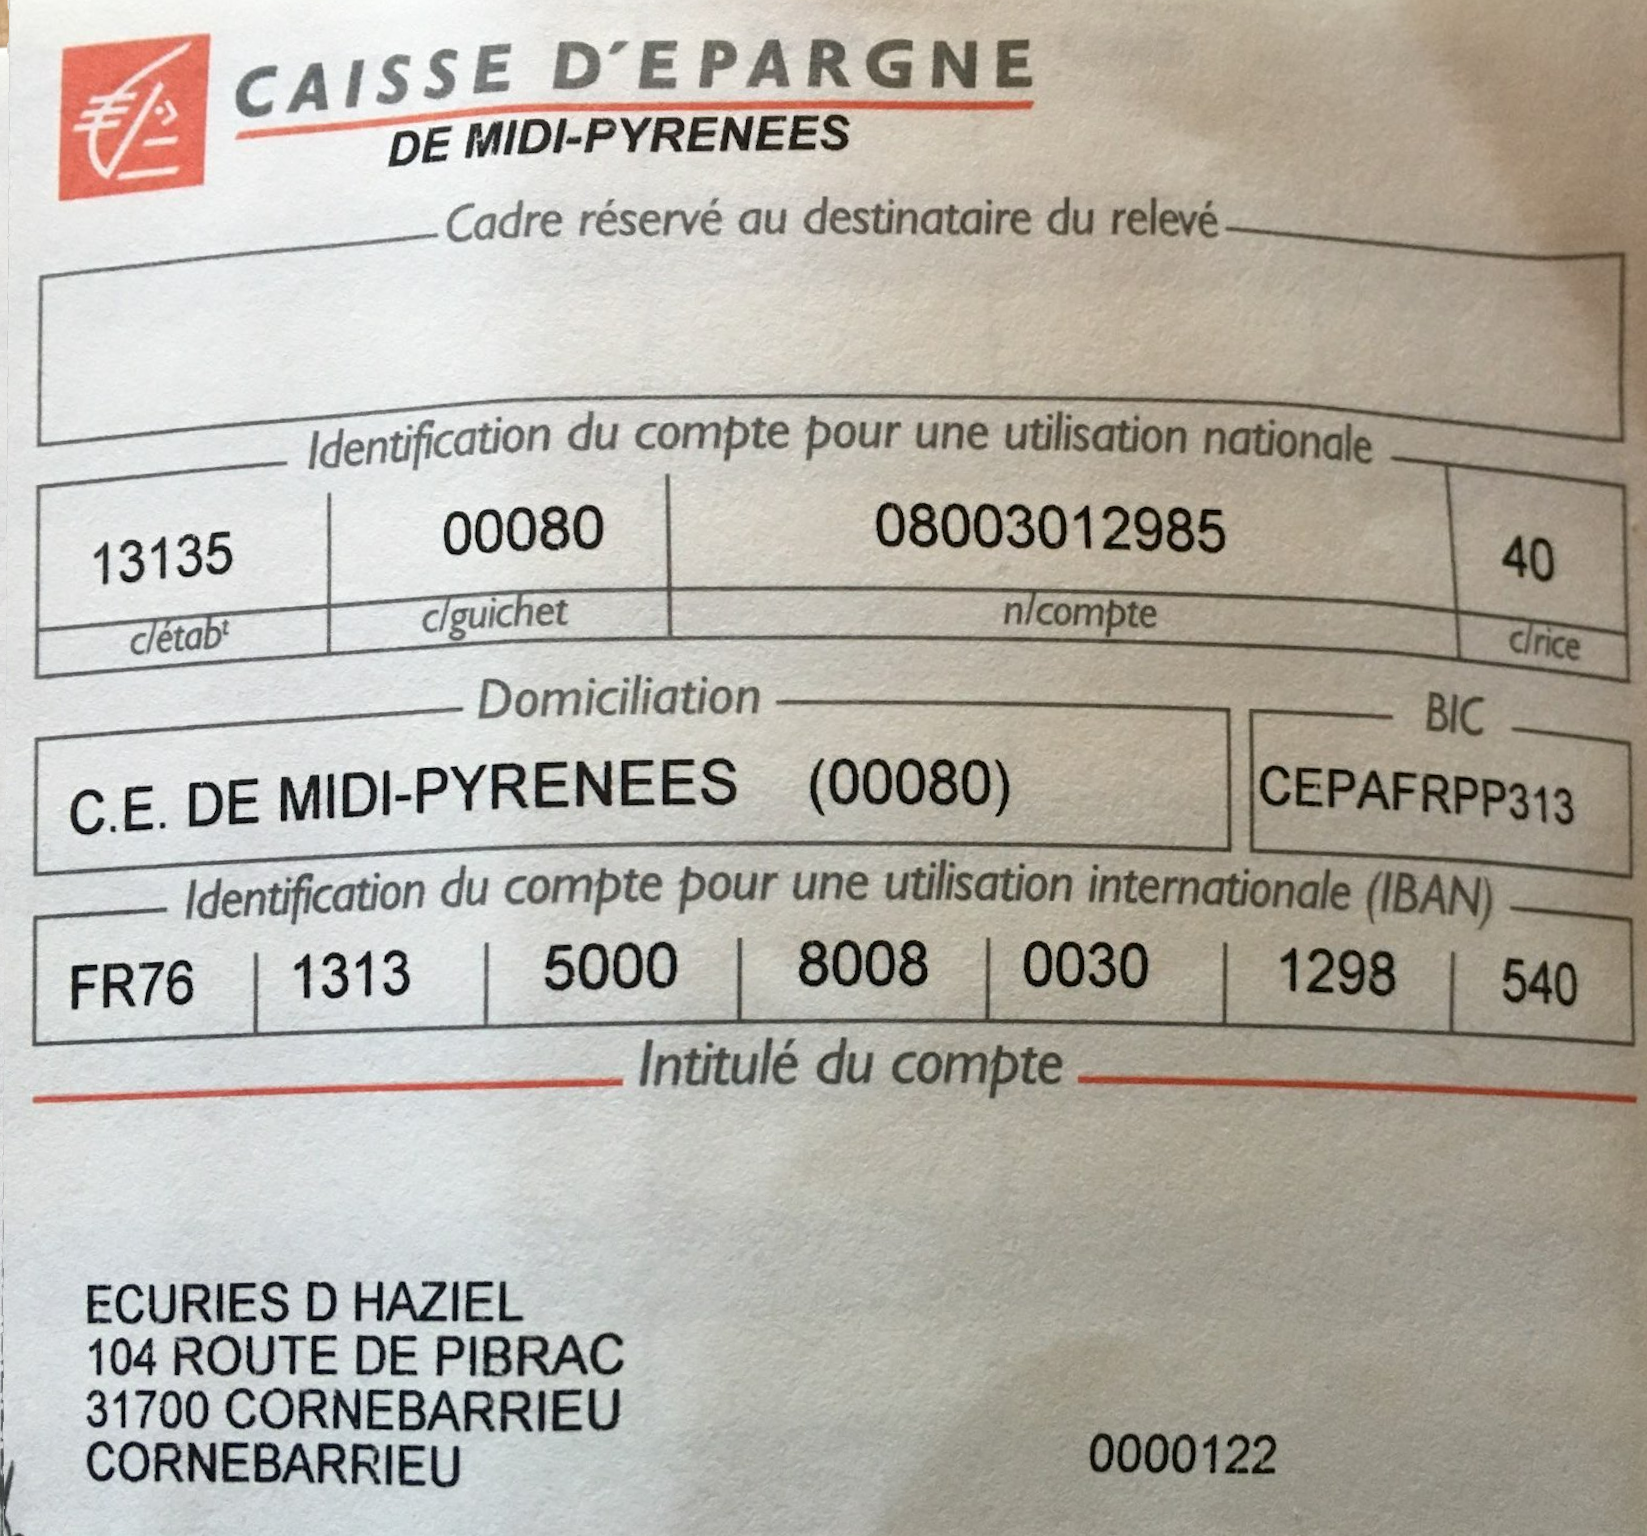 CAISSE D'EPARGNE
DE MIDI-PYRENEES
Cadre réservé au destinataire du relevé
Identification du compte pour une utilisation nationale
13135 00080 08003012985 40
c/étabt c/guichet n/compte c/rice
Domiciliation BIC
C.E. DE MIDI-PYRENEES (00080) CEPAFRPP313
Identification du compte pour une utilisation internationale (IBAN)
FR76 1313 5000 8008 0030 1298 540
Intitulé du compte
ECURIES D HAZIEL
104 ROUTE DE PIBRAC
31700 CORNEBARRIEU
CORNEBARRIEU 0000122